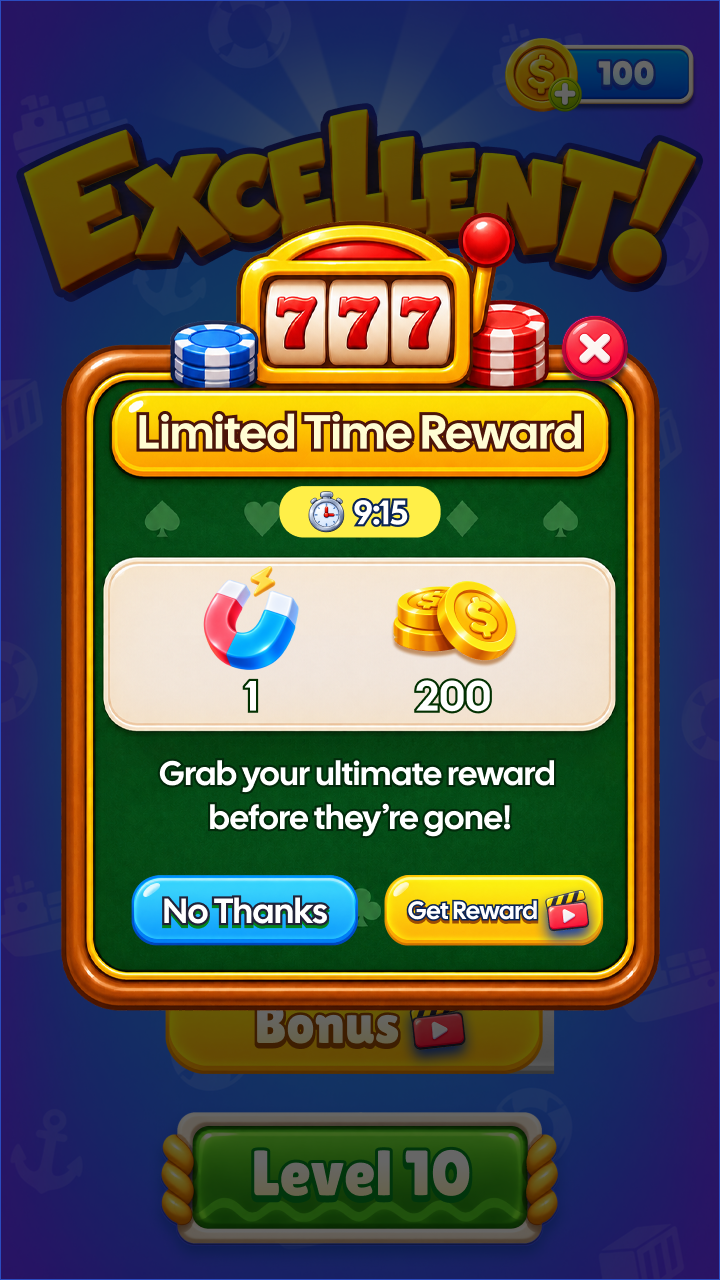 100
EXCELLENT!
777
Limited Time Reward
9:15
1
200
Grab your ultimate reward
before they’re gone!
No Thanks
Get Reward
Bonus
Level 10